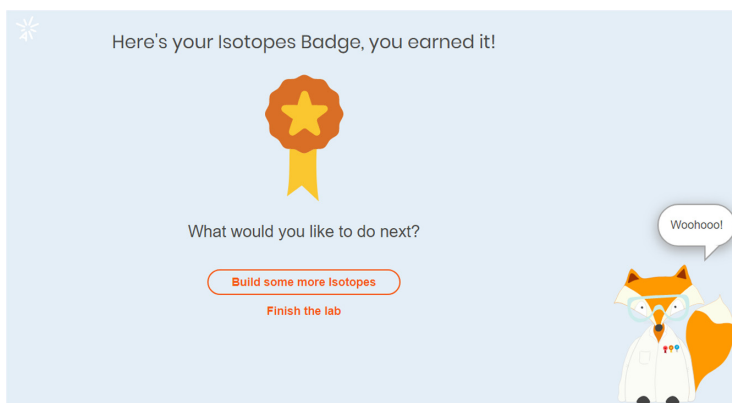 Here's your Isotopes Badge, you earned it!
What would you like to do next?
Woohooo!
Build some more Isotopes
Finish the lab